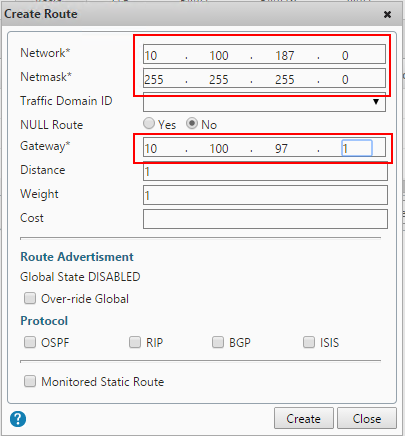 Create Route
Network* 10 . 100 . 187 . 0
Netmask* 255 . 255 . 255 . 0
Traffic Domain ID
NULL Route Yes No
Gateway* 10 . 100 . 97 . 1
Distance 1
Weight 1
Cost
Route Advertisment
Global State DISABLED
Over-ride Global
Protocol
OSPF RIP BGP ISIS
Monitored Static Route
? Create Close